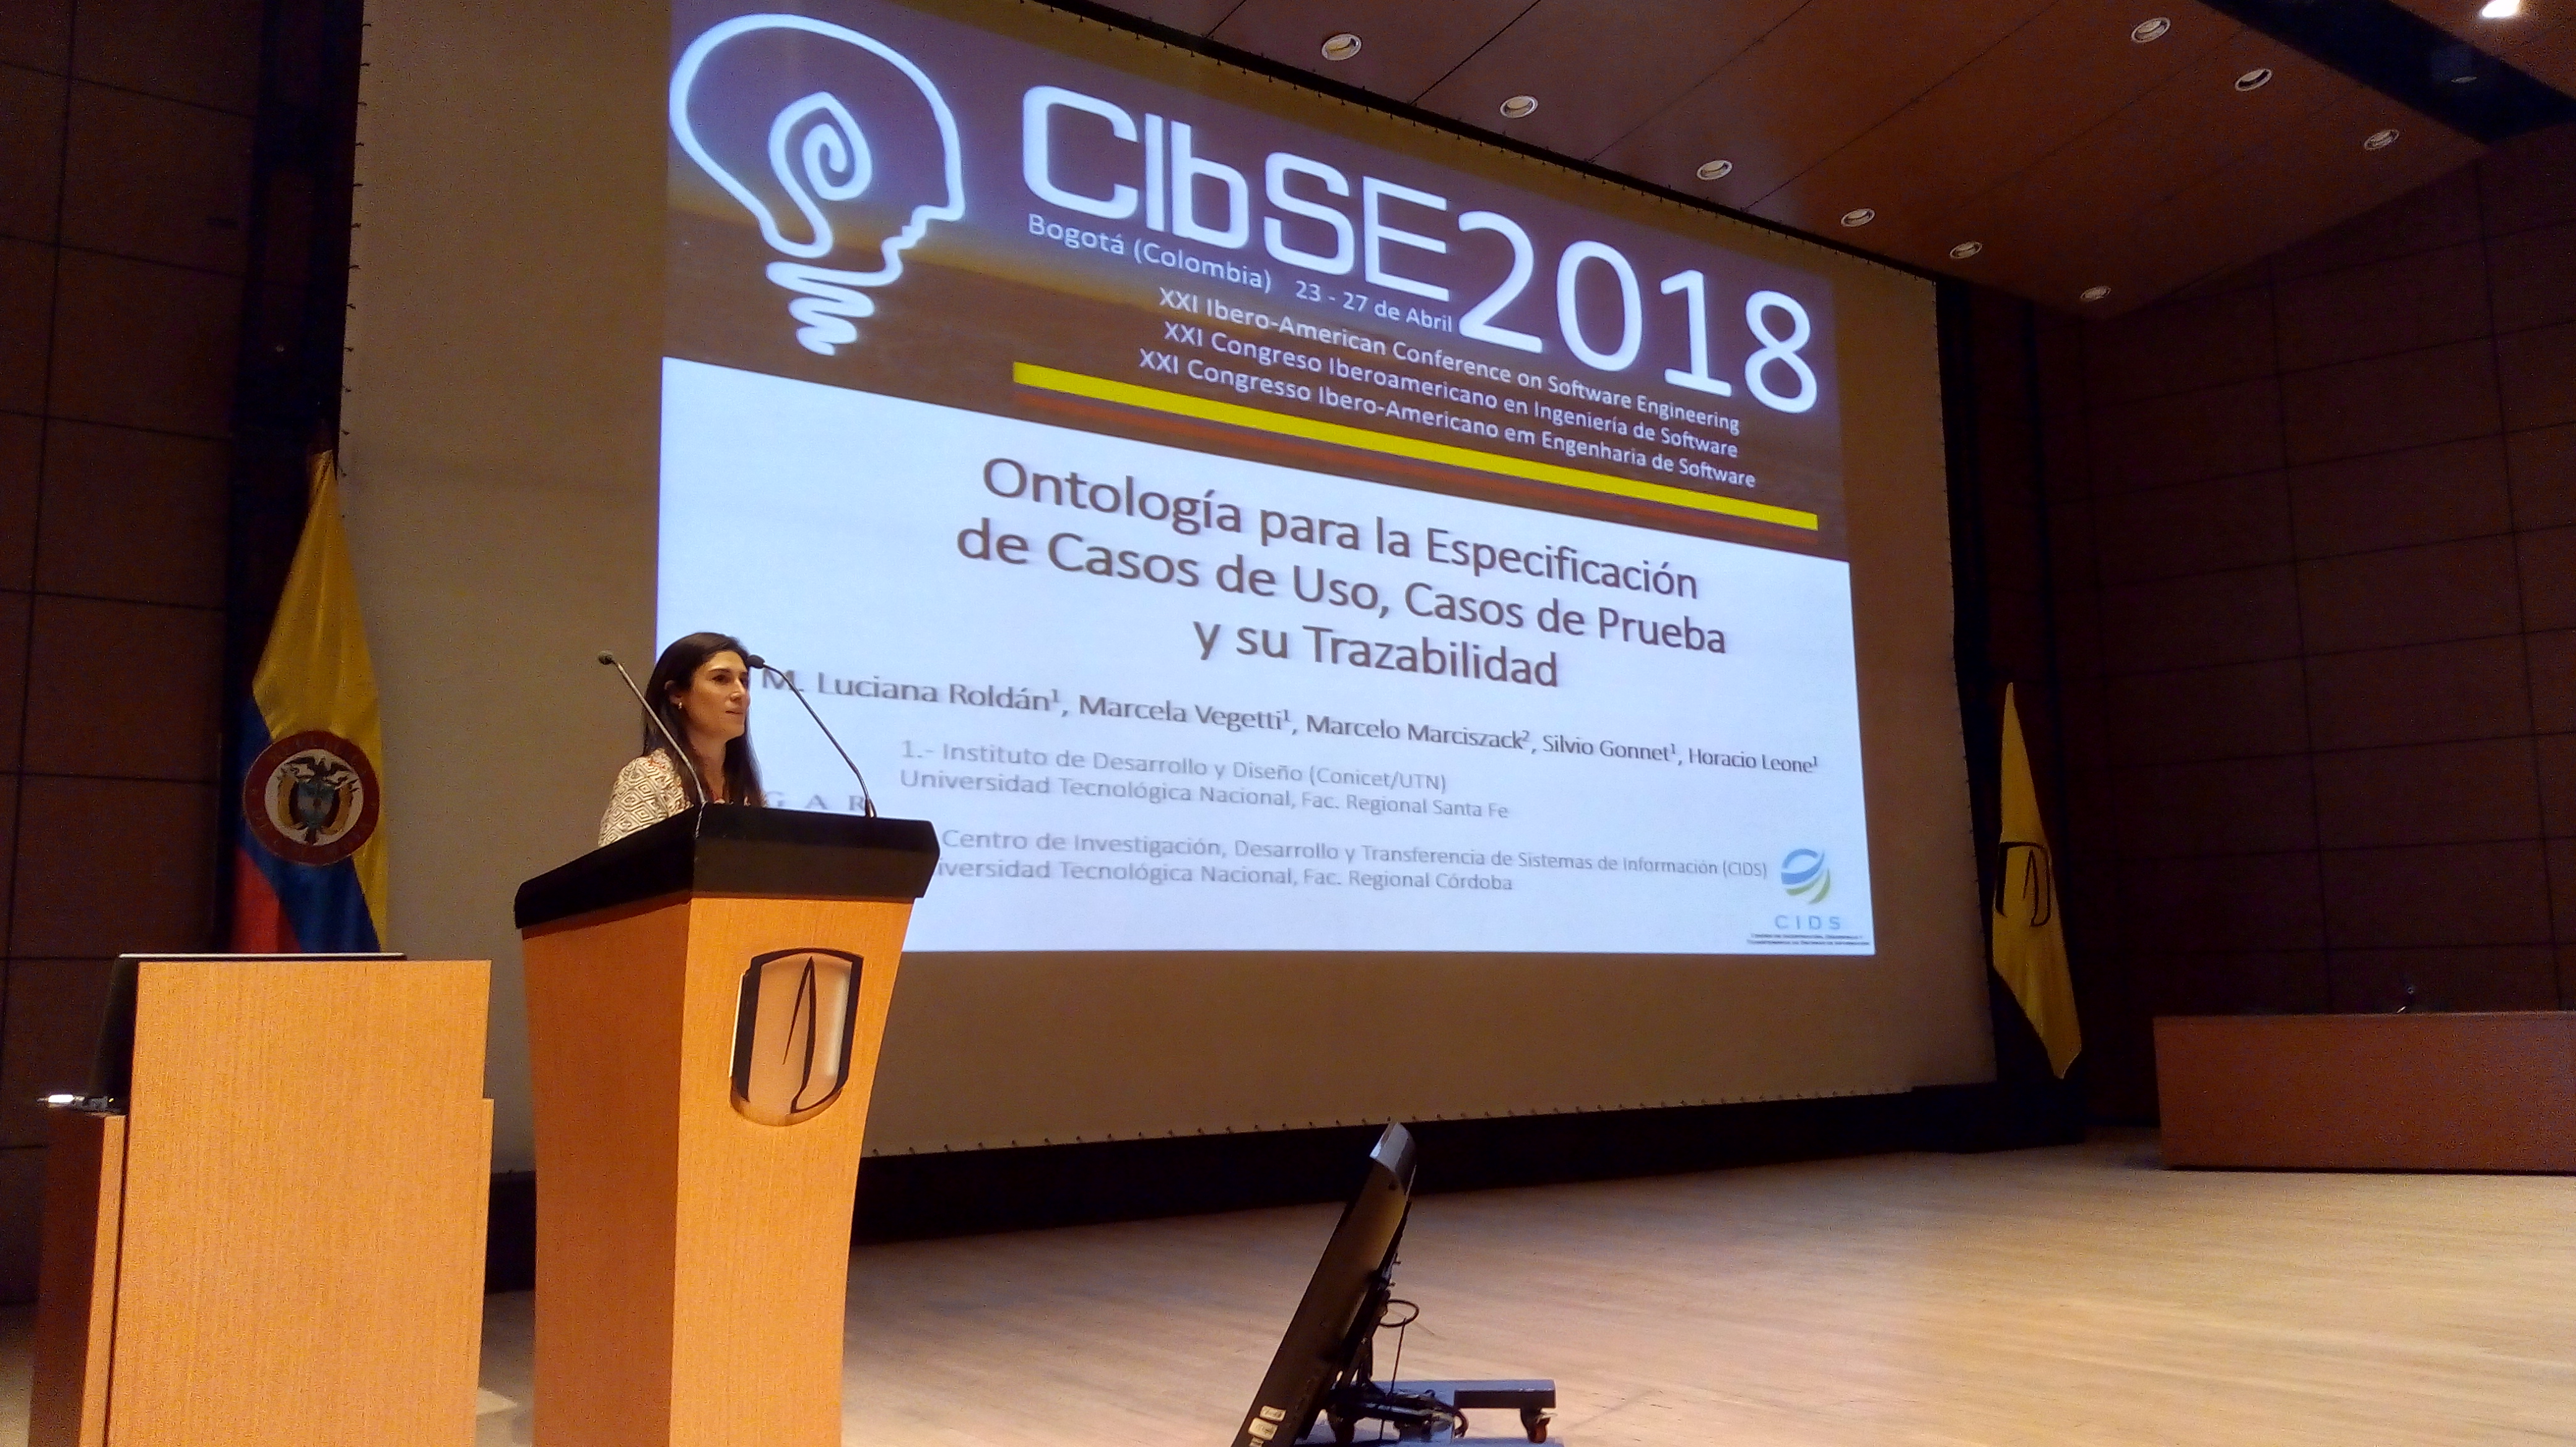 CIbSE2018
Bogotá (Colombia) 23 - 27 de Abril
XXI Ibero-American Conference on Software Engineering
XXI Congreso Iberoamericano en Ingeniería de Software
XXI Congresso Ibero-Americano em Engenharia de Software
Ontología para la Especificación
de Casos de Uso, Casos de Prueba
y su Trazabilidad
M. Luciana Roldán¹, Marcela Vegetti¹, Marcelo Marciszack², Silvio Gonnet¹, Horacio Leone¹
1.- Instituto de Desarrollo y Diseño (Conicet/UTN)
Universidad Tecnológica Nacional, Fac. Regional Santa Fe
G A R
Centro de Investigación, Desarrollo y Transferencia de Sistemas de Información (CIDS)
iversidad Tecnológica Nacional, Fac. Regional Córdoba
CIDS